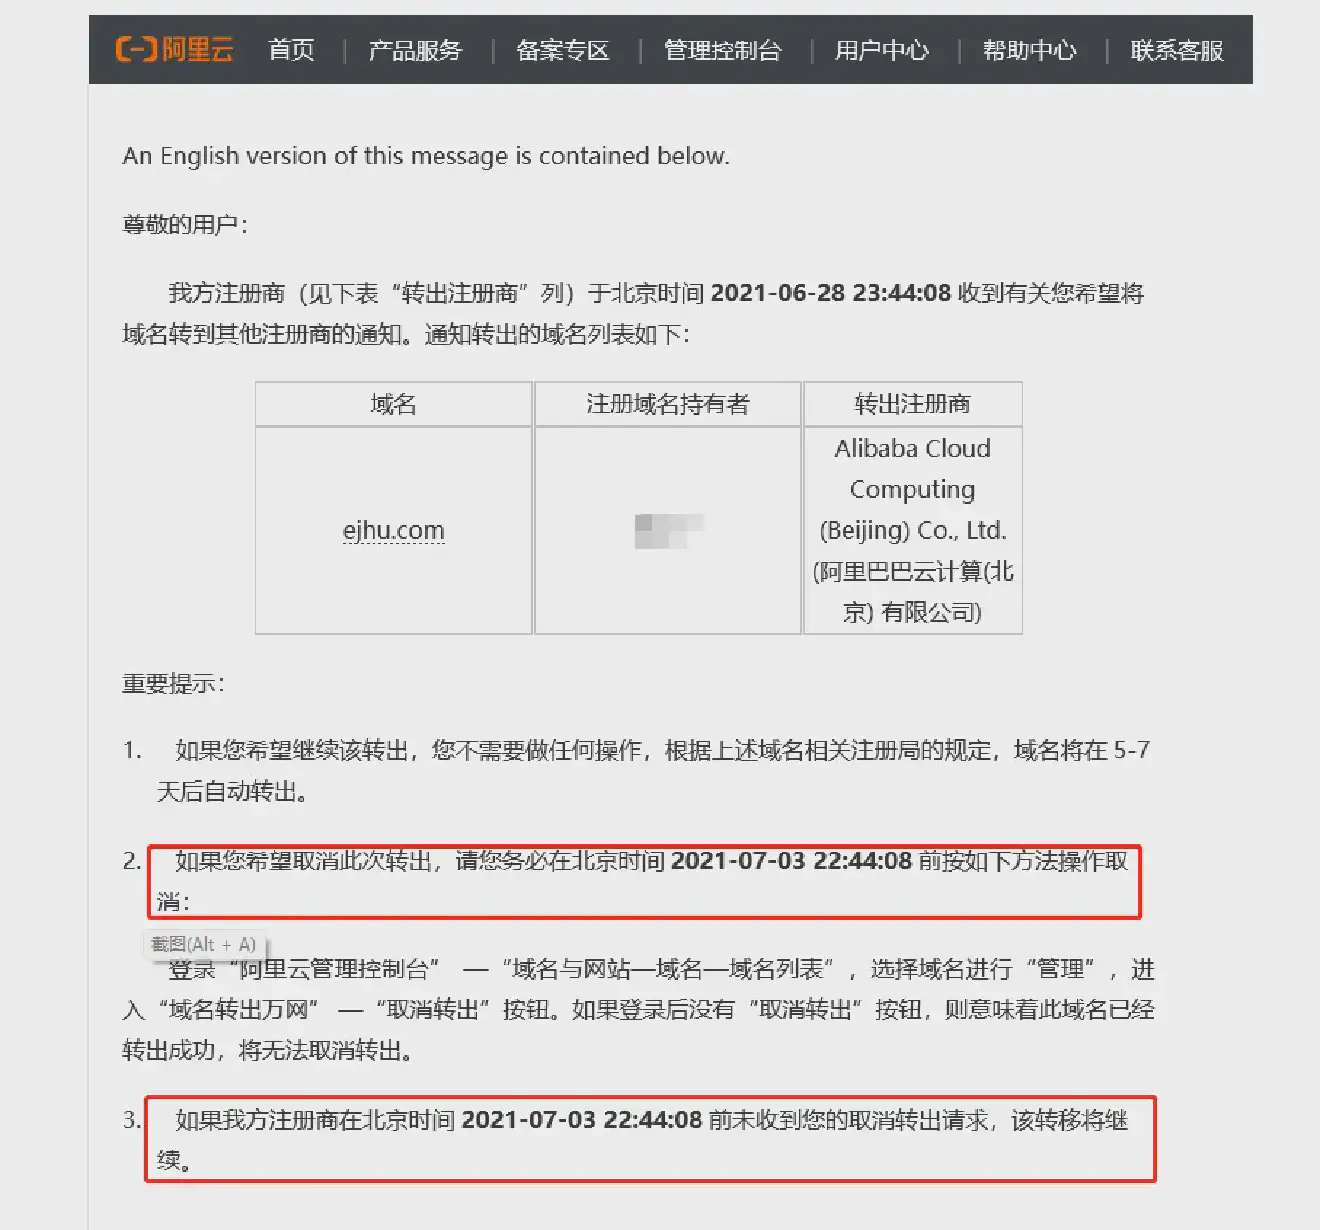 阿里云 首页 | 产品服务 | 备案专区 | 管理控制台 | 用户中心 | 帮助中心 | 联系客服
An English version of this message is contained below.
尊敬的用户：
我方注册商（见下表“转出注册商”列）于北京时间 2021-06-28 23:44:08 收到有关您希望将
域名转到其他注册商的通知。通知转出的域名列表如下：
域名 注册域名持有者 转出注册商
ejhu.com
Alibaba Cloud
Computing
(Beijing) Co., Ltd.
(阿里巴巴云计算(北
京) 有限公司)
重要提示：
1. 如果您希望继续该转出，您不需要做任何操作，根据上述域名相关注册局的规定，域名将在 5-7
天后自动转出。
2. 如果您希望取消此次转出，请您务必在北京时间 2021-07-03 22:44:08 前按如下方法操作取
消：
截图(Alt + A)
登录“阿里云管理控制台” —“域名与网站—域名—域名列表”，选择域名进行“管理”，进
入“域名转出万网” —“取消转出”按钮。如果登录后没有“取消转出”按钮，则意味着此域名已经
转出成功，将无法取消转出。
3. 如果我方注册商在北京时间 2021-07-03 22:44:08 前未收到您的取消转出请求，该转移将继
续。